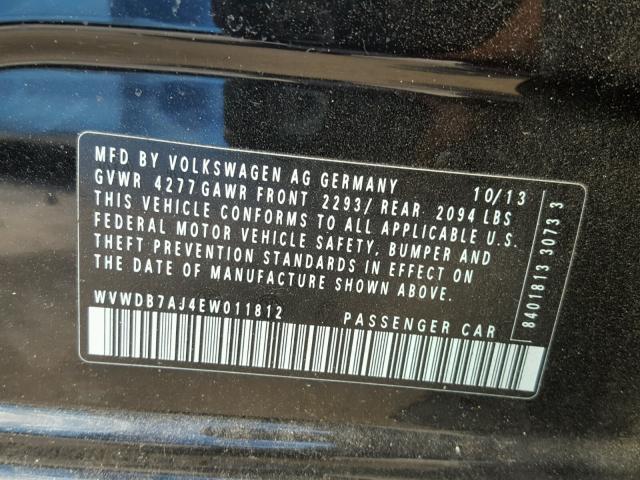 MFD BY VOLKSWAGEN AG GERMANY 10/13
GVWR 4277 GAWR FRONT 2293/ REAR 2094 LBS
THIS VEHICLE CONFORMS TO ALL APPLICABLE U.S.
FEDERAL MOTOR VEHICLE SAFETY, BUMPER AND
THEFT PREVENTION STANDARDS IN EFFECT ON
THE DATE OF MANUFACTURE SHOWN ABOVE.
WVWDB7AJ4EW011812 PASSENGER CAR
8401813 3073 3